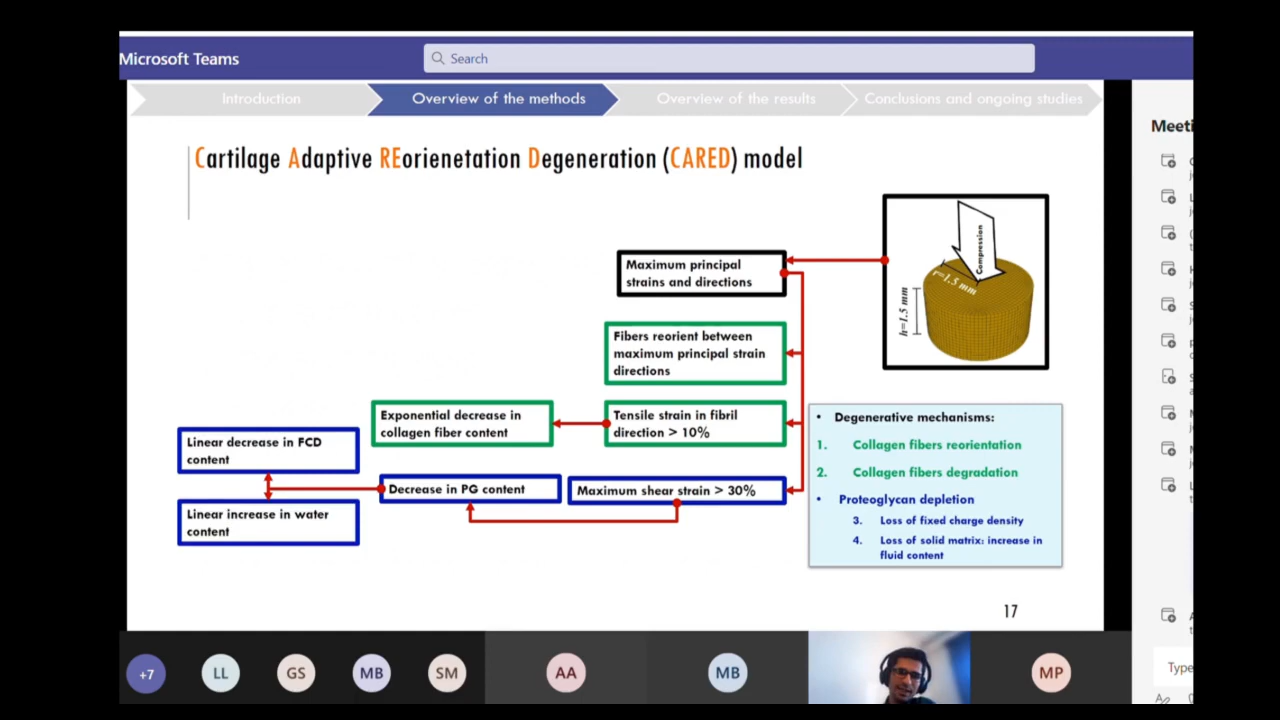 Microsoft Teams
Search
Introduction
Overview of the methods
Overview of the results
Conclusions and ongoing studies
Meeti
Cartilage Adaptive REorienetation Degeneration (CARED) model
Compression
r=1.5 mm
h=1.5 mm
Maximum principal
strains and directions
Fibers reorient between
maximum principal strain
directions
Exponential decrease in
collagen fiber content
Tensile strain in fibril
direction > 10%
Linear decrease in FCD
content
Decrease in PG content
Maximum shear strain > 30%
Linear increase in water
content
• Degenerative mechanisms:
1. Collagen fibers reorientation
2. Collagen fibers degradation
• Proteoglycan depletion
3. Loss of fixed charge density
4. Loss of solid matrix: increase in
fluid content
17
+7
LL
GS
MB
SM
AA
MB
MP
Type